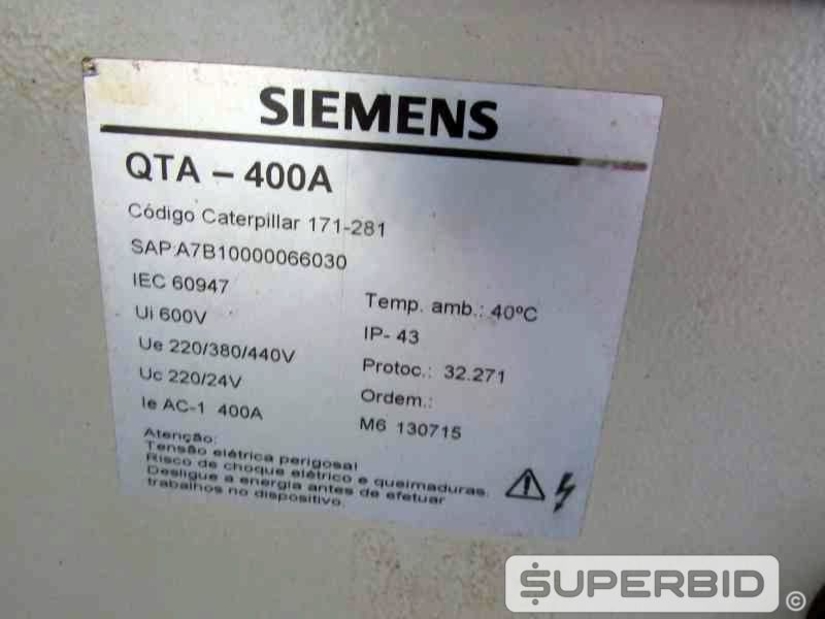 SIEMENS
QTA – 400A
Código Caterpillar 171-281
SAP:A7B10000066030
IEC 60947
Ui 600V
Ue 220/380/440V
Uc 220/24V
Ie AC-1 400A
Temp. amb.: 40ºC
IP- 43
Protoc.: 32.271
Ordem.:
M6 130715
Atenção:
Tensão elétrica perigosa!
Risco de choque elétrico e queimaduras.
Desligue a energia antes de efetuar
trabalhos no dispositivo.
SUPERBID ©